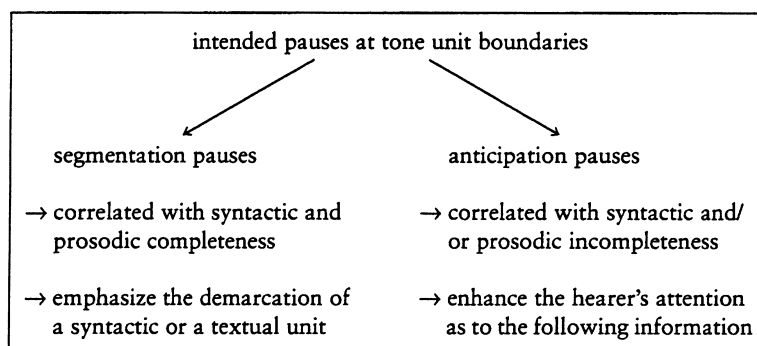 intended pauses at tone unit boundaries
segmentation pauses
→ correlated with syntactic and
prosodic completeness
→ emphasize the demarcation of
a syntactic or a textual unit
anticipation pauses
→ correlated with syntactic and/
or prosodic incompleteness
→ enhance the hearer's attention
as to the following information